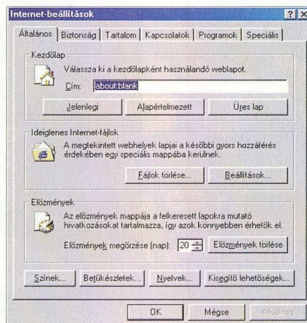 Internet-beállítások
Általános Biztonság Tartalom Kapcsolatok Programok Speciális
Kezdőlap
Válassza ki a kezdőlapként használandó weblapot.
Cím: about:blank
Jelenlegi Alapértelmezett Üres lap
Ideiglenes Internet-fájlok
A megtekintett webhelyek lapjai a későbbi gyors hozzáférés
érdekében egy speciális mappába kerülnek.
Fájlok törlése... Beállítások...
Előzmények
Az előzmények mappája a felkeresett lapokra mutató
hivatkozásokat tartalmazza, így azok könnyebben érhetők el.
Előzmények megőrzése (nap): 20 Előzmények törlése
Színek... Betűkészletek... Nyelvek... Kisegítő lehetőségek...
OK Mégse